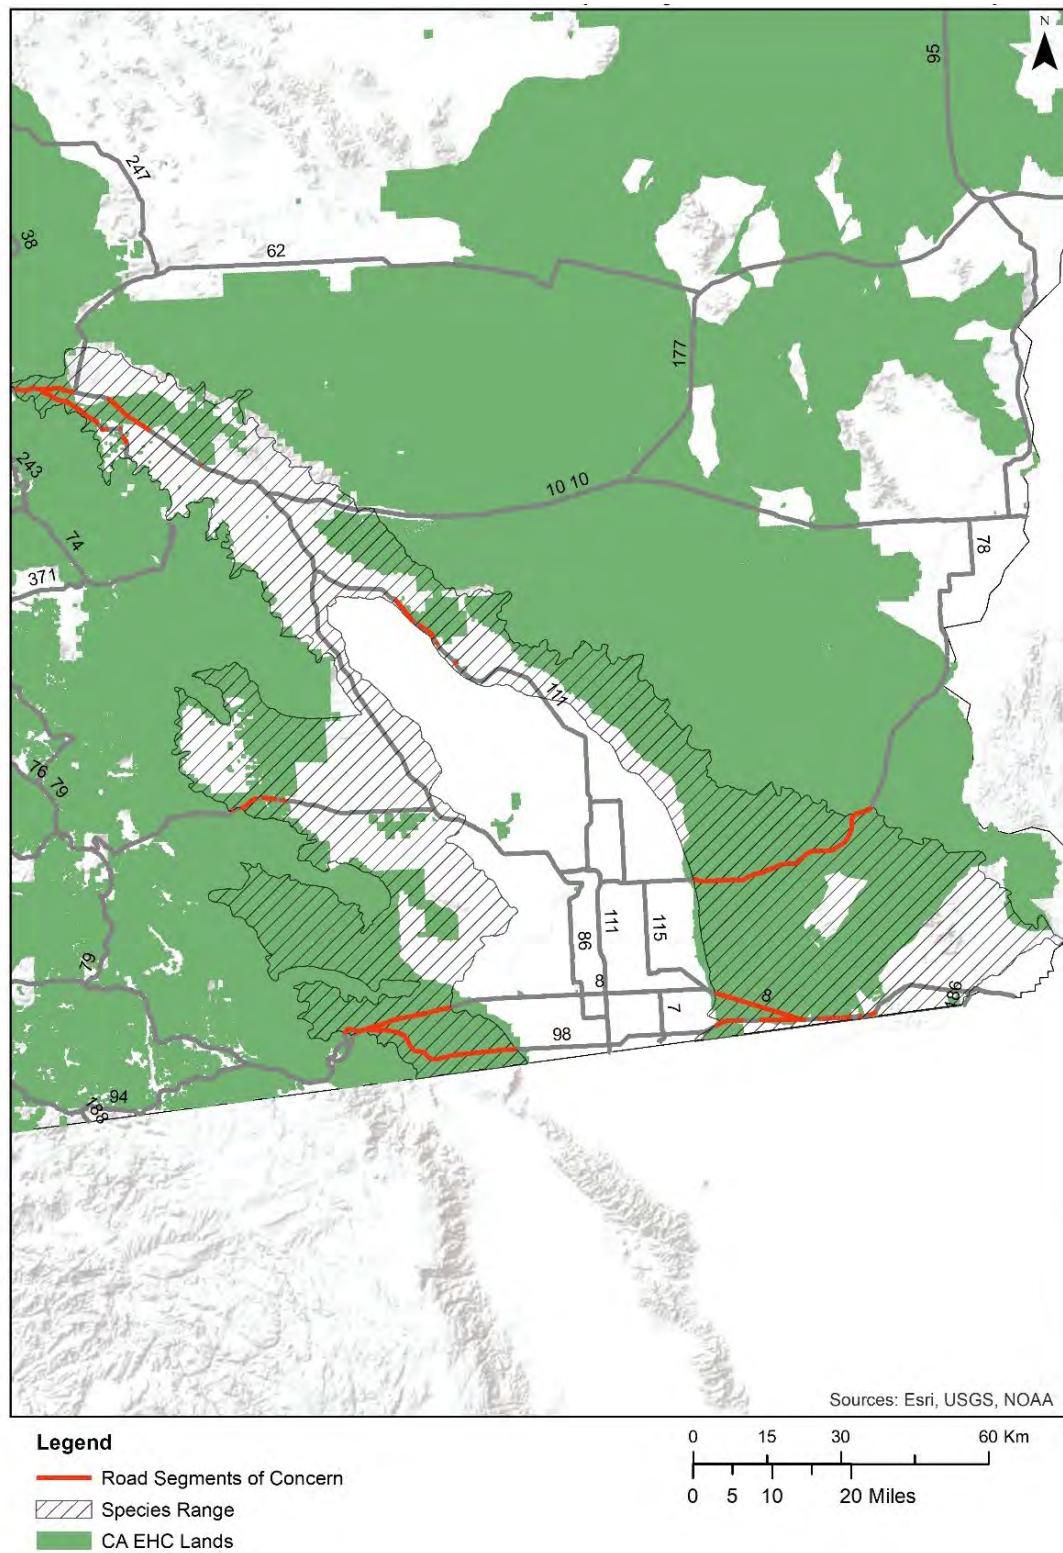 N
95
247
38
62
177
243
10 10
74
78
371
111
76 79
86
111
115
79
8
8
186
7
98
94
188
Sources: Esri, USGS, NOAA
Legend
Road Segments of Concern
Species Range
CA EHC Lands
0 15 30 60 Km
0 5 10 20 Miles